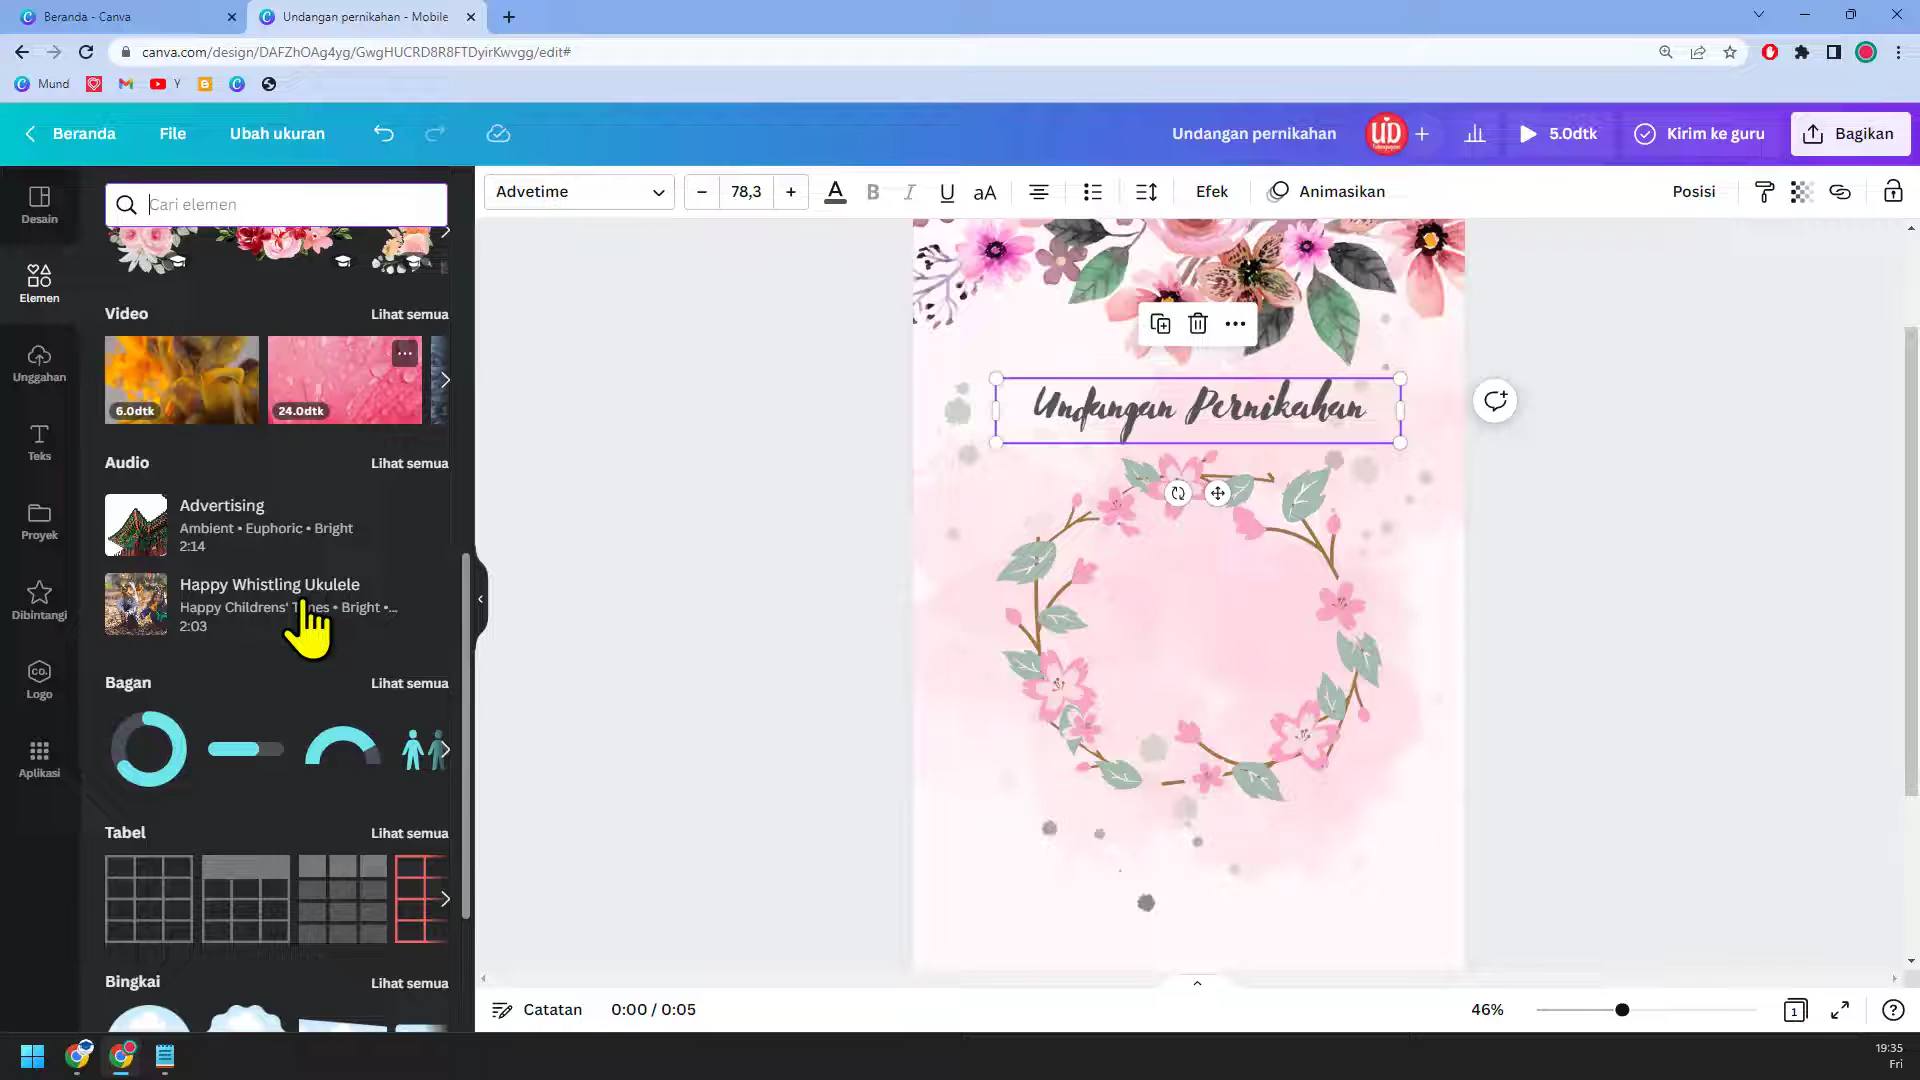 Beranda - Canva
Undangan pernikahan - Mobile
canva.com/design/DAFZhOAg4yg/GwgHUCRD8R8FTDyirKwvgg/edit#
Mund
Y
Beranda
File
Ubah ukuran
Undangan pernikahan
UD
5.0dtk
Kirim ke guru
Bagikan
Desain
Elemen
Unggahan
Teks
Proyek
Dibintangi
CO.
Logo
Aplikasi
Cari elemen
Advetime
– 78,3 +
A B I U aA
Efek
Animasikan
Posisi
Video
Lihat semua
6.0dtk
24.0dtk
Audio
Lihat semua
Advertising
Ambient • Euphoric • Bright
2:14
Happy Whistling Ukulele
Happy Childrens' Tunes • Bright •...
2:03
Bagan
Lihat semua
Tabel
Lihat semua
Bingkai
Lihat semua
Undangan Pernikahan
Catatan
0:00 / 0:05
46%
1
19:35
Fri